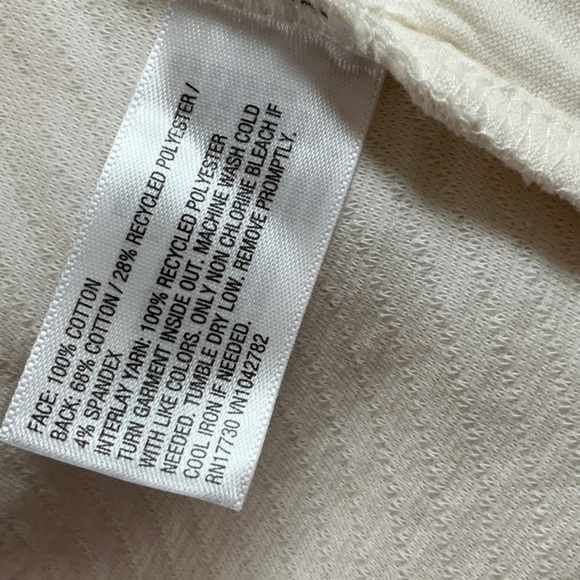 FACE: 100% COTTON
BACK: 68% COTTON / 28% RECYCLED POLYESTER /
4% SPANDEX
INTERLAY YARN: 100% RECYCLED POLYESTER
TURN GARMENT INSIDE OUT. MACHINE WASH COLD
WITH LIKE COLORS. ONLY NON CHLORINE BLEACH IF
NEEDED. TUMBLE DRY LOW. REMOVE PROMPTLY.
COOL IRON IF NEEDED.
RN17730 VN1042782